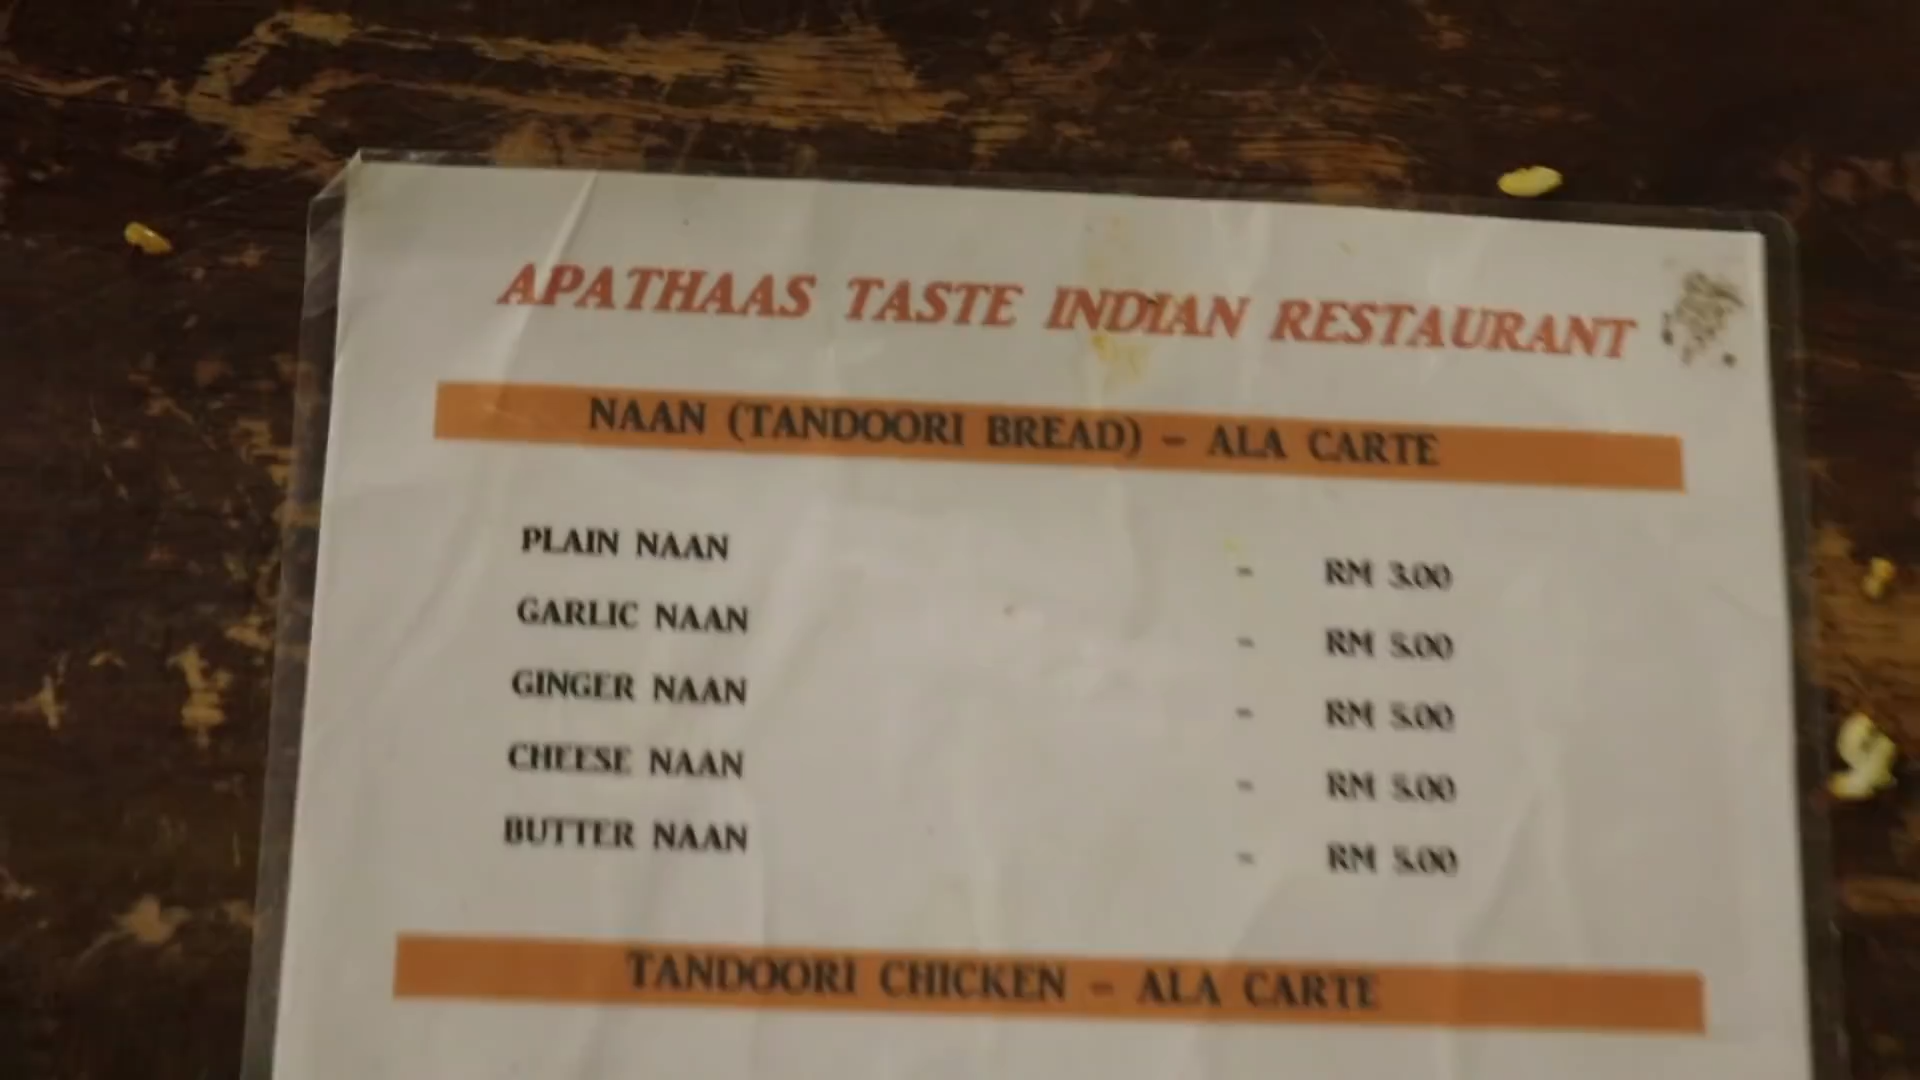 APATHAAS TASTE INDIAN RESTAURANT
NAAN (TANDOORI BREAD) - ALA CARTE
PLAIN NAAN - RM 3.00
GARLIC NAAN - RM 5.00
GINGER NAAN - RM 5.00
CHEESE NAAN - RM 5.00
BUTTER NAAN - RM 5.00
TANDOORI CHICKEN - ALA CARTE